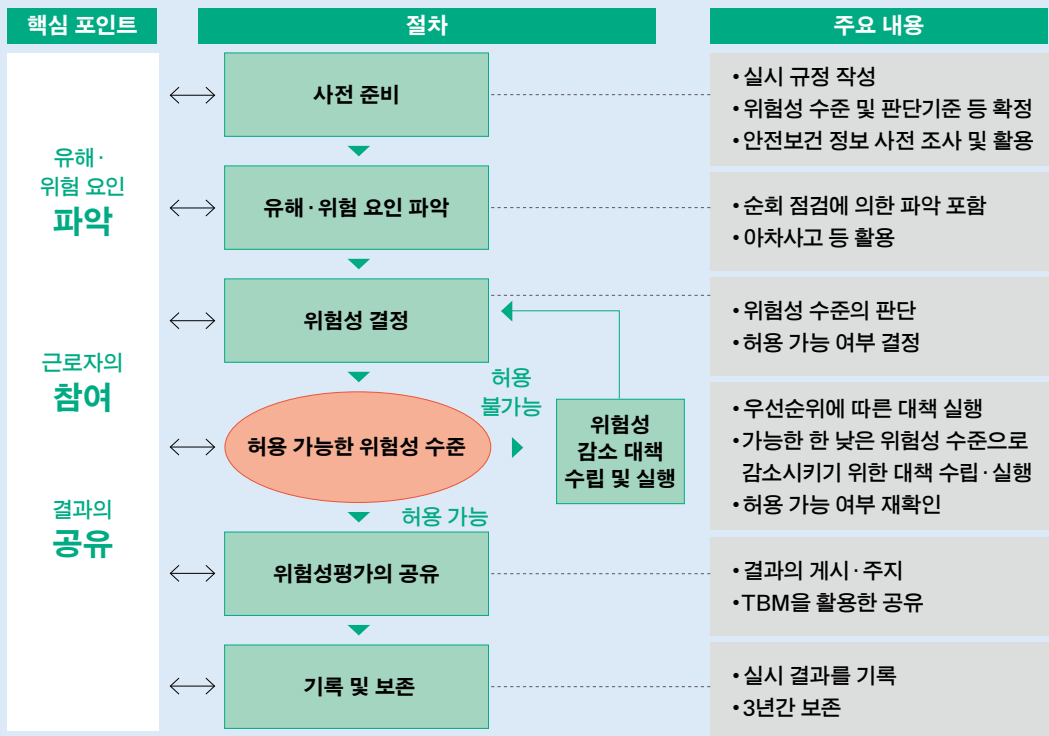 핵심 포인트
절차
주요 내용
유해·
위험 요인
파악
근로자의
참여
결과의
공유
사전 준비
•실시 규정 작성
•위험성 수준 및 판단기준 등 확정
•안전보건 정보 사전 조사 및 활용
유해·위험 요인 파악
•순회 점검에 의한 파악 포함
•아차사고 등 활용
위험성 결정
•위험성 수준의 판단
•허용 가능 여부 결정
허용 가능한 위험성 수준
허용
불가능
위험성
감소 대책
수립 및 실행
•우선순위에 따른 대책 실행
•가능한 한 낮은 위험성 수준으로
감소시키기 위한 대책 수립·실행
•허용 가능 여부 재확인
허용 가능
위험성평가의 공유
•결과의 게시·주지
•TBM을 활용한 공유
기록 및 보존
•실시 결과를 기록
•3년간 보존